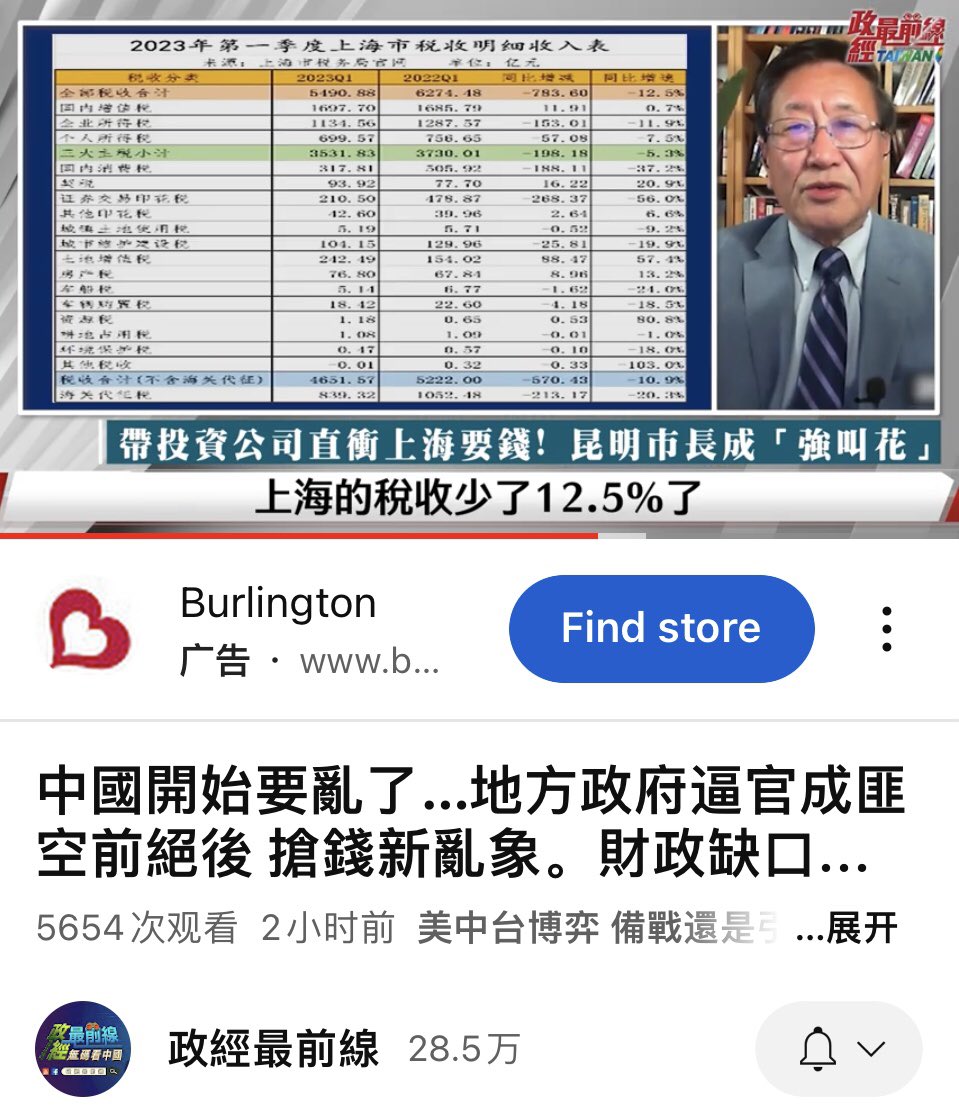 政經最前線 TAIWAN
2023年第一季度上海市税收明细收入表
来源：上海市税务局官网 单位：亿元
税收分类 2023Q1 2022Q1 同比增减 同比增速
全部税收合计 5490.88 6274.48 -783.60 -12.5%
国内增值税 1697.70 1685.79 11.91 0.7%
企业所得税 1134.56 1287.57 -153.01 -11.9%
个人所得税 699.57 756.65 -57.08 -7.5%
三大主税小计 3531.83 3730.01 -198.18 -5.3%
国内消费税 317.81 505.92 -188.11 -37.2%
契税 93.92 77.70 16.22 20.9%
证券交易印花税 210.50 478.87 -268.37 -56.0%
其他印花税 42.60 39.96 2.64 6.6%
城镇土地使用税 5.19 5.71 -0.52 -9.2%
城市维护建设税 104.15 129.96 -25.81 -19.9%
土地增值税 242.49 154.02 88.47 57.4%
房产税 76.80 67.84 8.96 13.2%
车船税 5.14 6.77 -1.62 -24.0%
车辆购置税 18.42 22.60 -4.18 -18.5%
资源税 1.18 0.65 0.53 80.8%
耕地占用税 1.08 1.09 -0.01 -1.0%
环境保护税 0.47 0.57 -0.10 -18.0%
其他税收 -0.01 0.32 -0.33 -103.0%
税收合计(不含海关代征) 4651.57 5222.00 -570.43 -10.9%
海关代征税 839.32 1052.48 -213.17 -20.3%
帶投資公司直衝上海要錢! 昆明市長成「強叫花」
上海的稅收少了12.5%了
Burlington
广告 · www.b...
Find store
中國開始要亂了...地方政府逼官成匪
空前絕後 搶錢新亂象。財政缺口...
5654次观看 2小时前 美中台博弈 備戰還是 ...展开
政經最前線 無碼看中國
政經最前線 28.5万